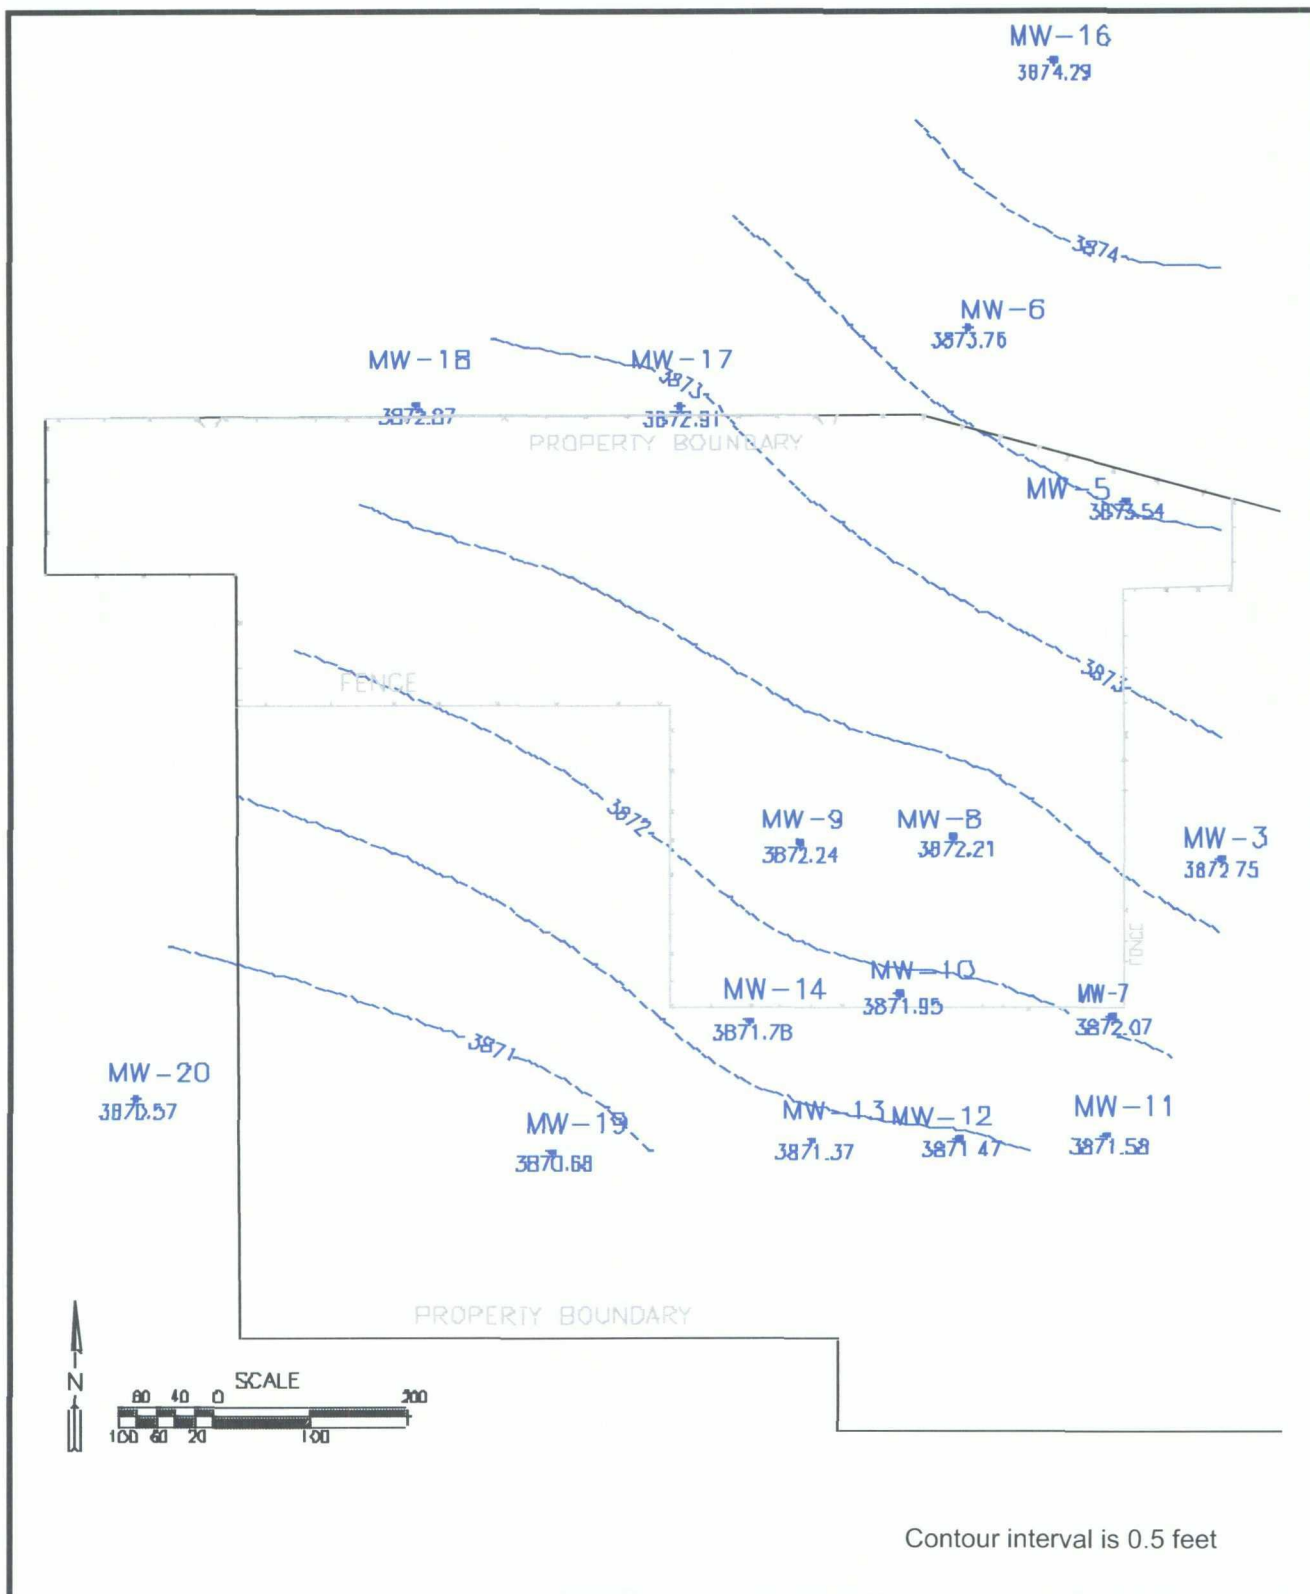 MW-16
3874.29
3874
MW-6
3873.76
MW-18
3872.87
MW-17
3873
3872.91
PROPERTY BOUNDARY
MW-5
3873.54
FENCE
3873
3872
MW-9
3872.24
MW-8
3872.21
MW-3
3872.75
FENCE
MW-10
3871.95
MW-14
3871.78
MW-7
3872.07
3871
MW-20
3870.57
MW-19
3870.68
MW-13
3871.37
MW-12
3871.47
MW-11
3871.58
PROPERTY BOUNDARY
N
SCALE
80 40 0 200
100 60 20 100
Contour interval is 0.5 feet